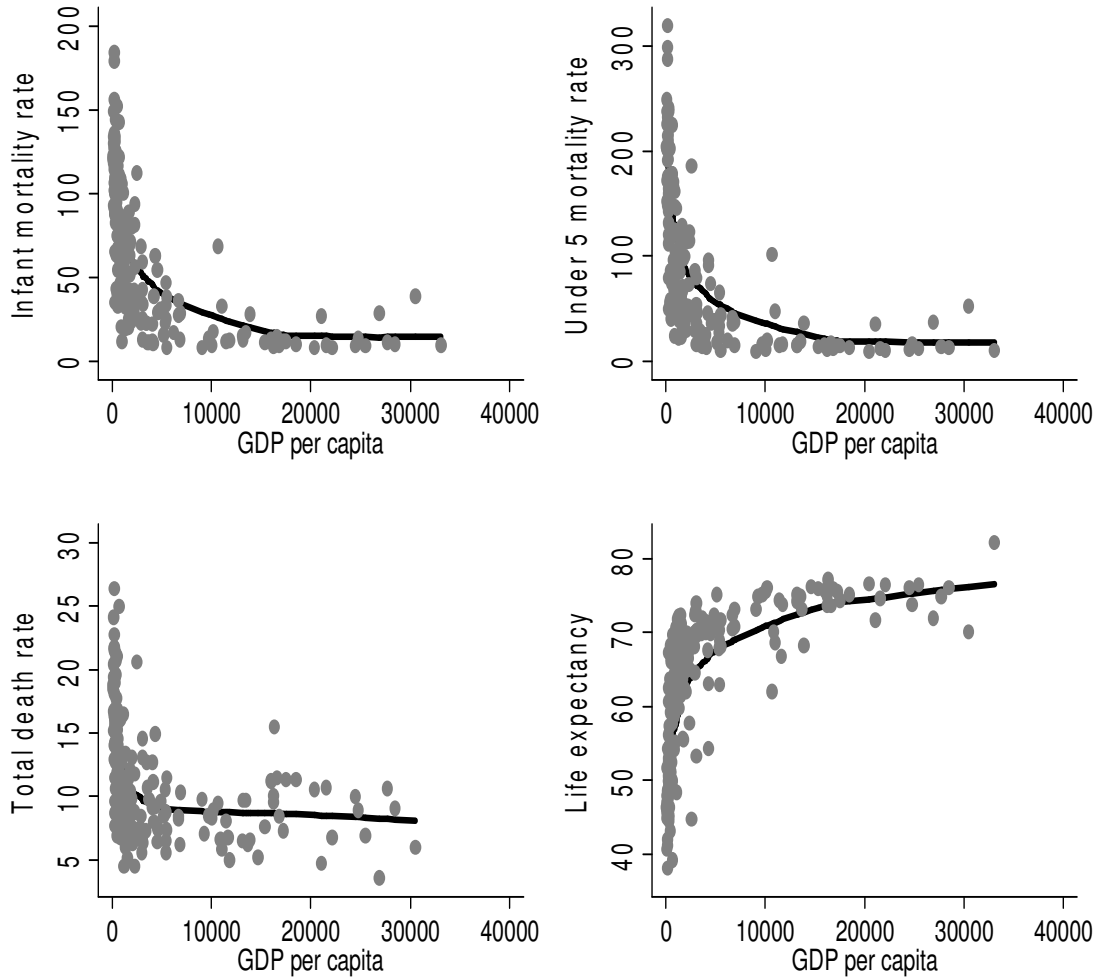 Infant mortality rate
200
150
100
50
0
0 10000 20000 30000 40000
GDP per capita
Under 5 mortality rate
300
200
100
0
0 10000 20000 30000 40000
GDP per capita
Total death rate
30
25
20
15
10
5
0 10000 20000 30000 40000
GDP per capita
Life expectancy
80
70
60
50
40
0 10000 20000 30000 40000
GDP per capita